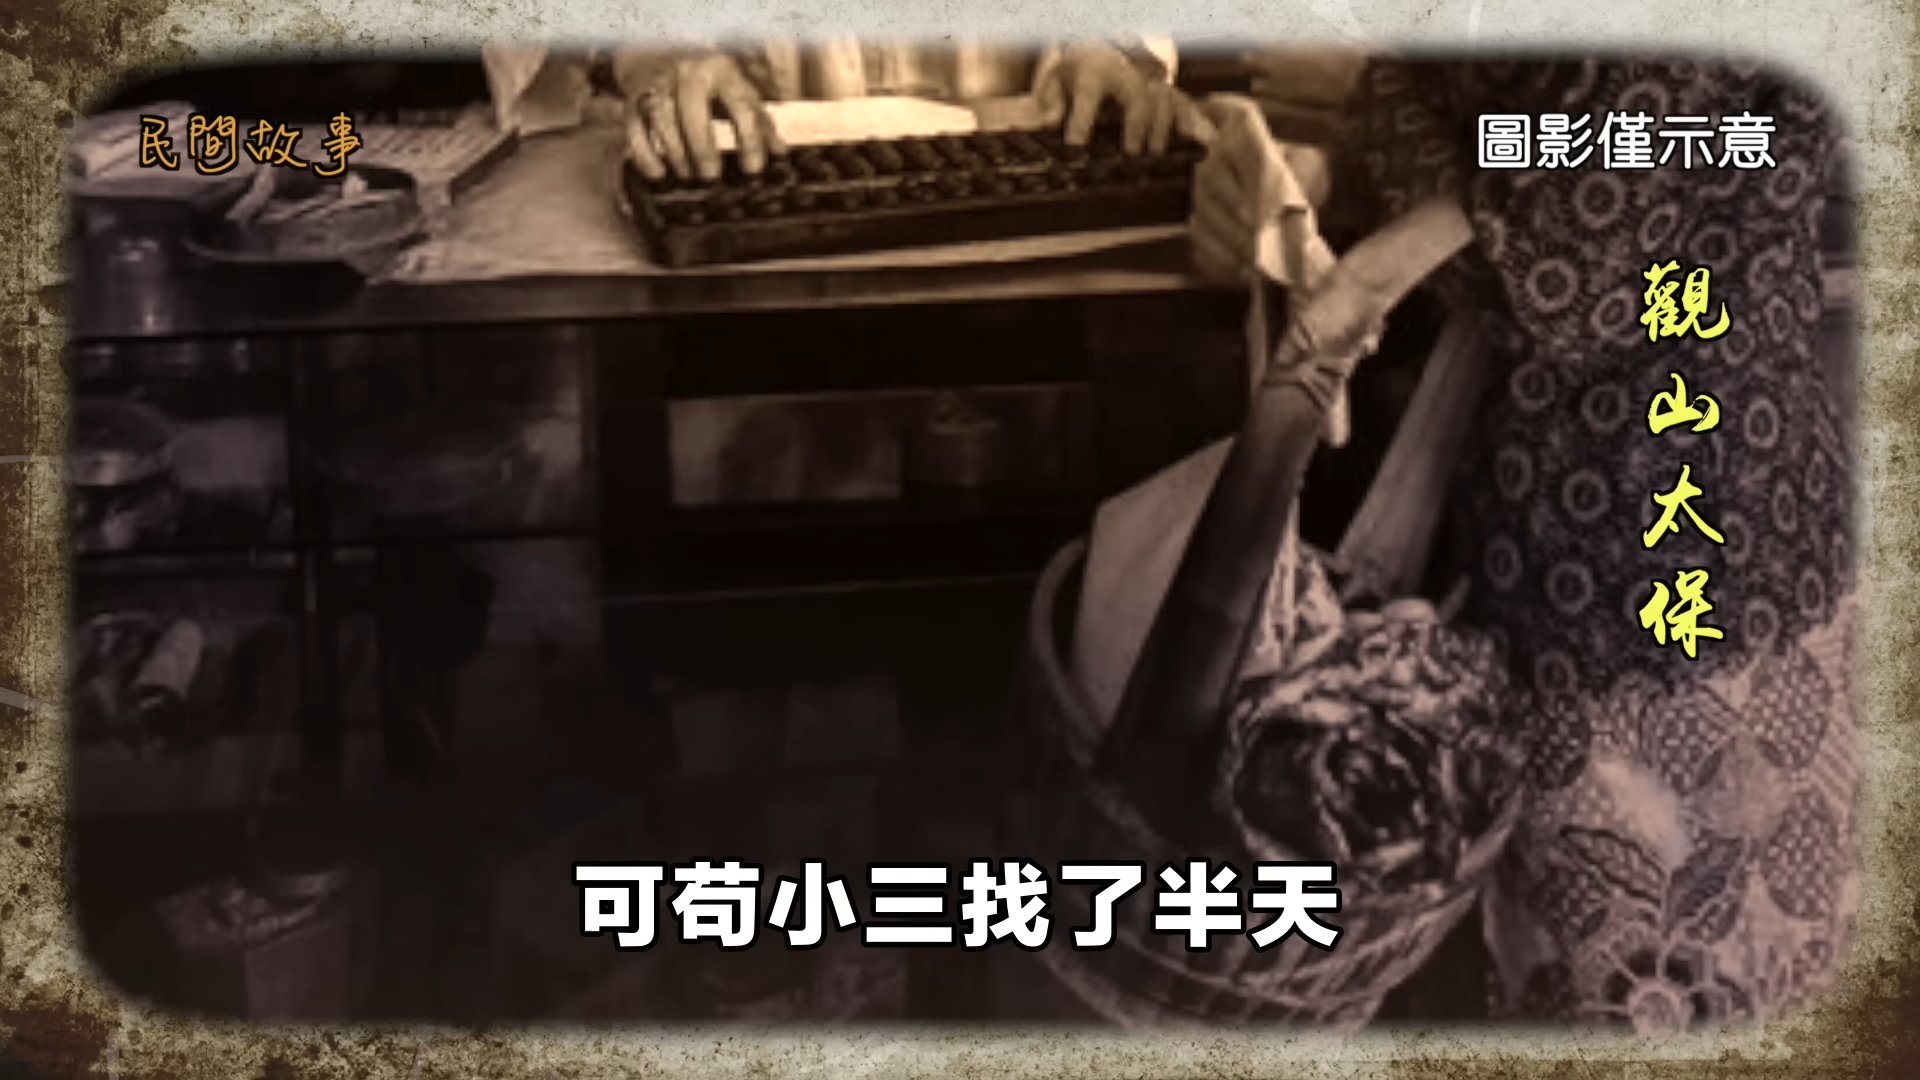 民間故事
圖影僅示意
觀山太保
可苟小三找了半天